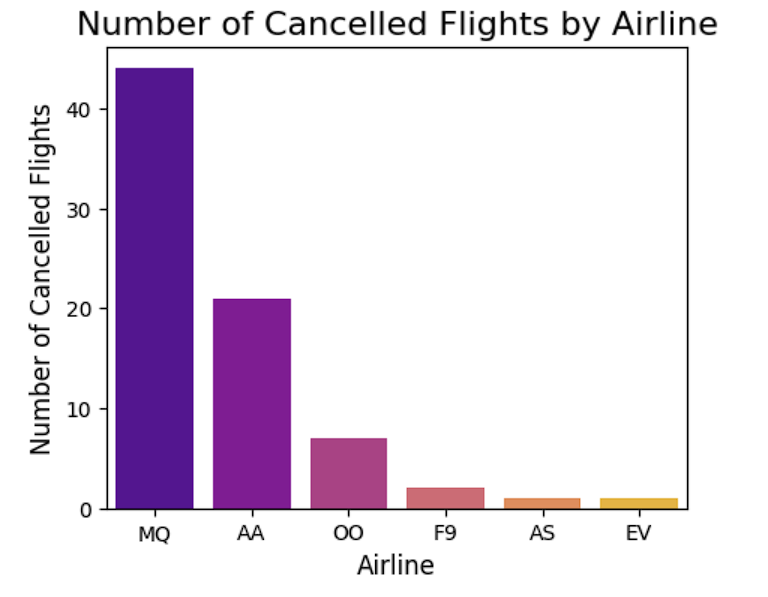 Number of Cancelled Flights by Airline
Number of Cancelled Flights
40
30
20
10
0
MQ AA OO F9 AS EV
Airline